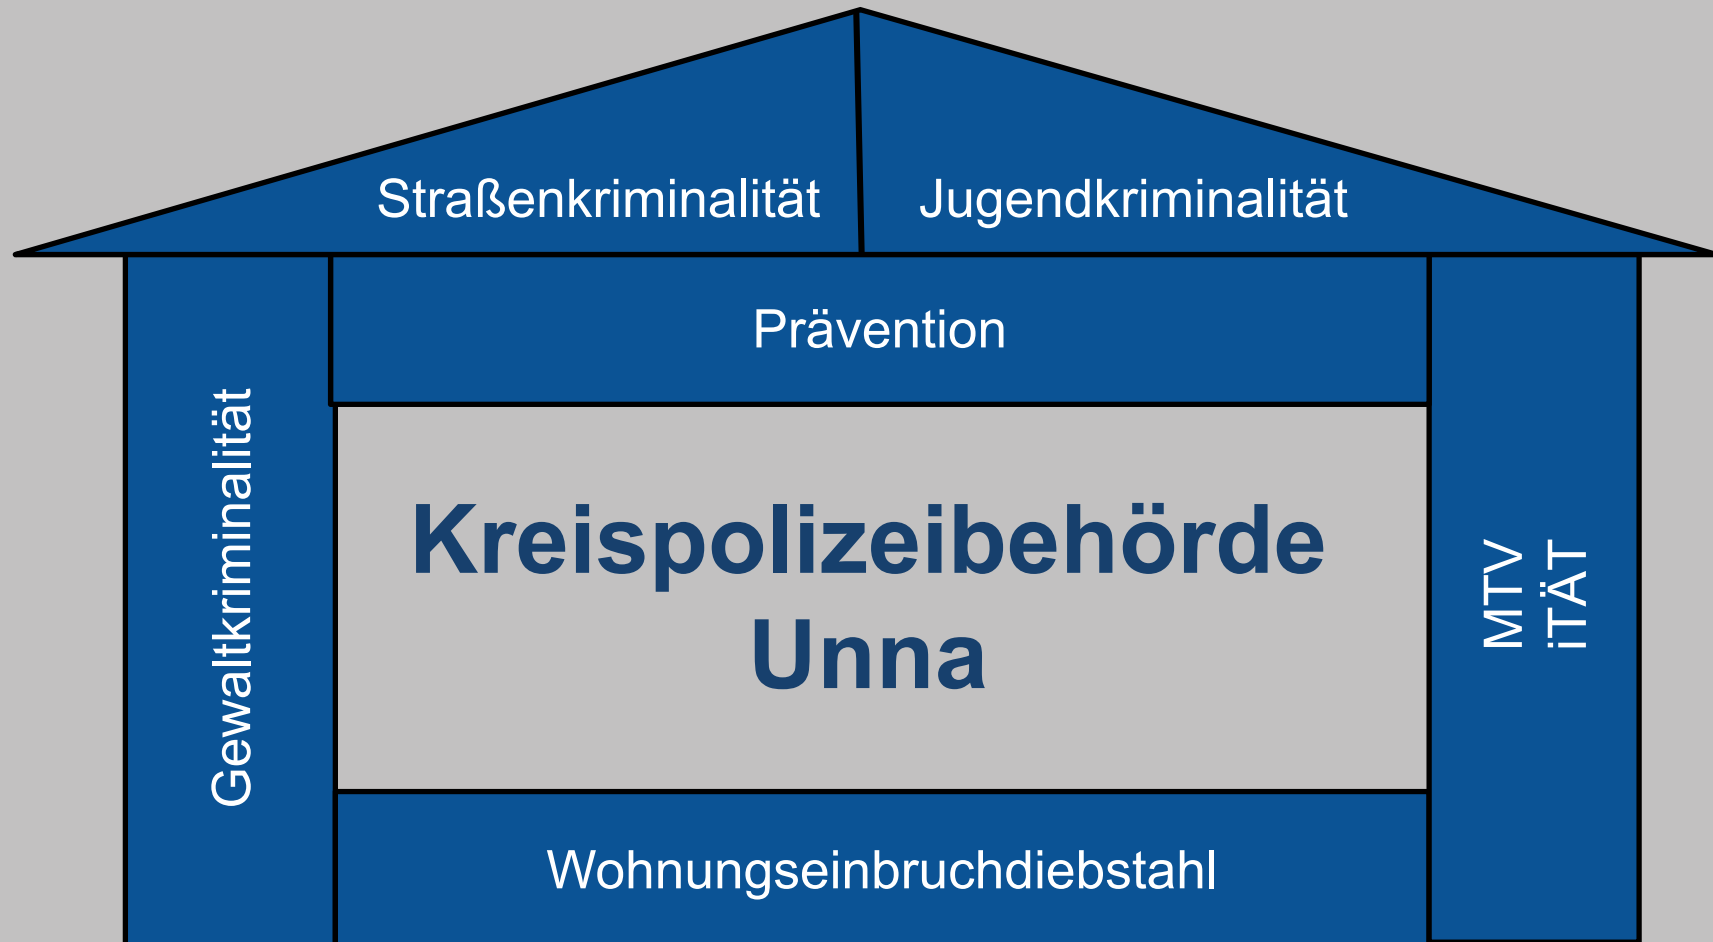 Straßenkriminalität
Jugendkriminalität
Prävention
Gewaltkriminalität
Kreispolizeibehörde
Unna
MTV
iTÄT
Wohnungseinbruchdiebstahl